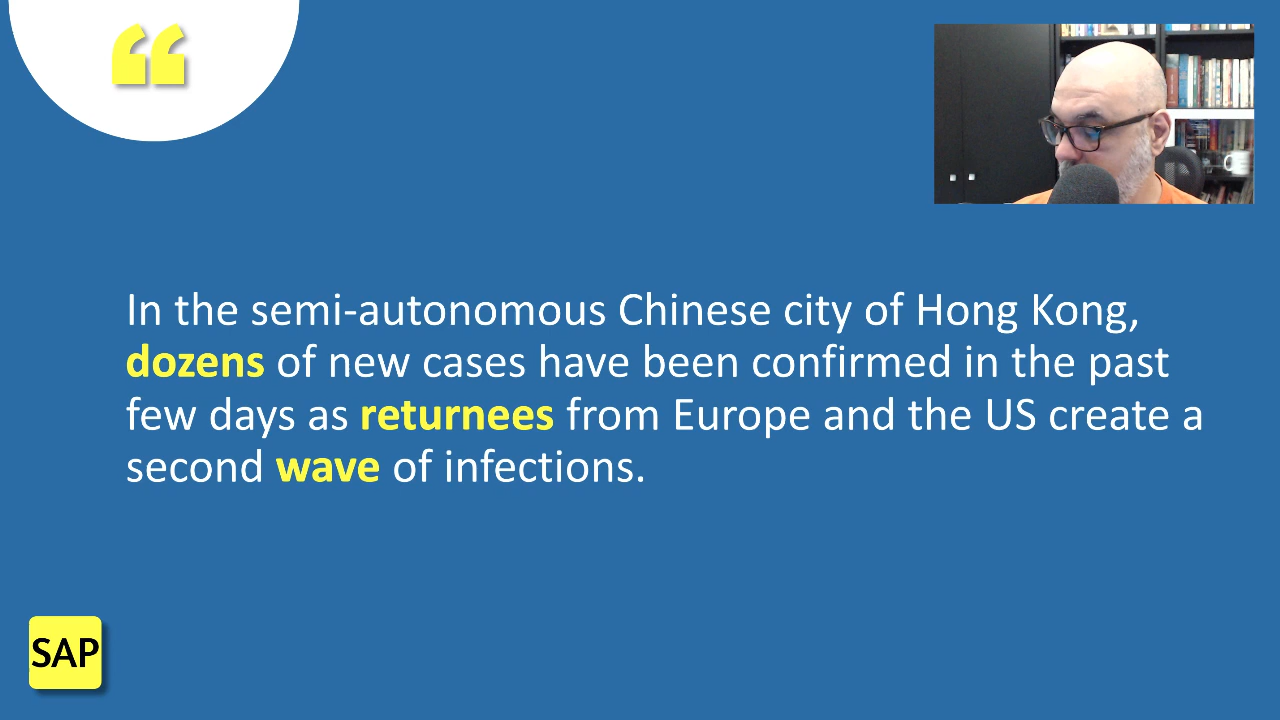 “
In the semi-autonomous Chinese city of Hong Kong,
dozens of new cases have been confirmed in the past
few days as returnees from Europe and the US create a
second wave of infections.
SAP